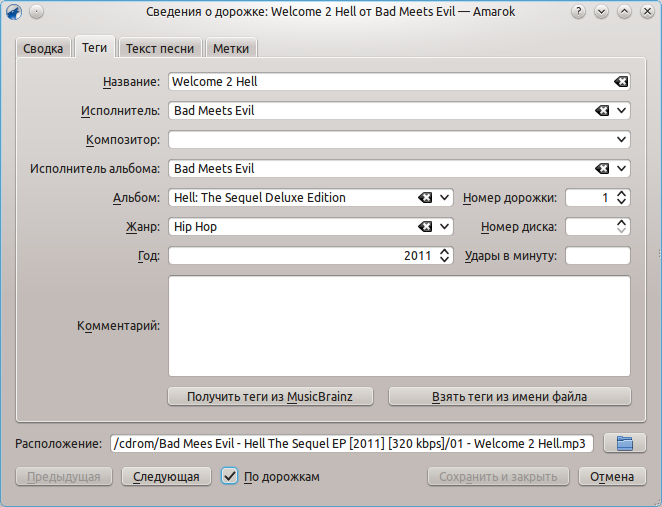 Сведения о дорожке: Welcome 2 Hell от Bad Meets Evil — Amarok
Сводка Теги Текст песни Метки
Название: Welcome 2 Hell
Исполнитель: Bad Meets Evil
Композитор:
Исполнитель альбома: Bad Meets Evil
Альбом: Hell: The Sequel Deluxe Edition Номер дорожки: 1
Жанр: Hip Hop Номер диска:
Год: 2011 Удары в минуту:
Комментарий:
Получить теги из MusicBrainz Взять теги из имени файла
Расположение: /cdrom/Bad Mees Evil - Hell The Sequel EP [2011] [320 kbps]/01 - Welcome 2 Hell.mp3
Предыдущая Следующая По дорожкам Сохранить и закрыть Отмена